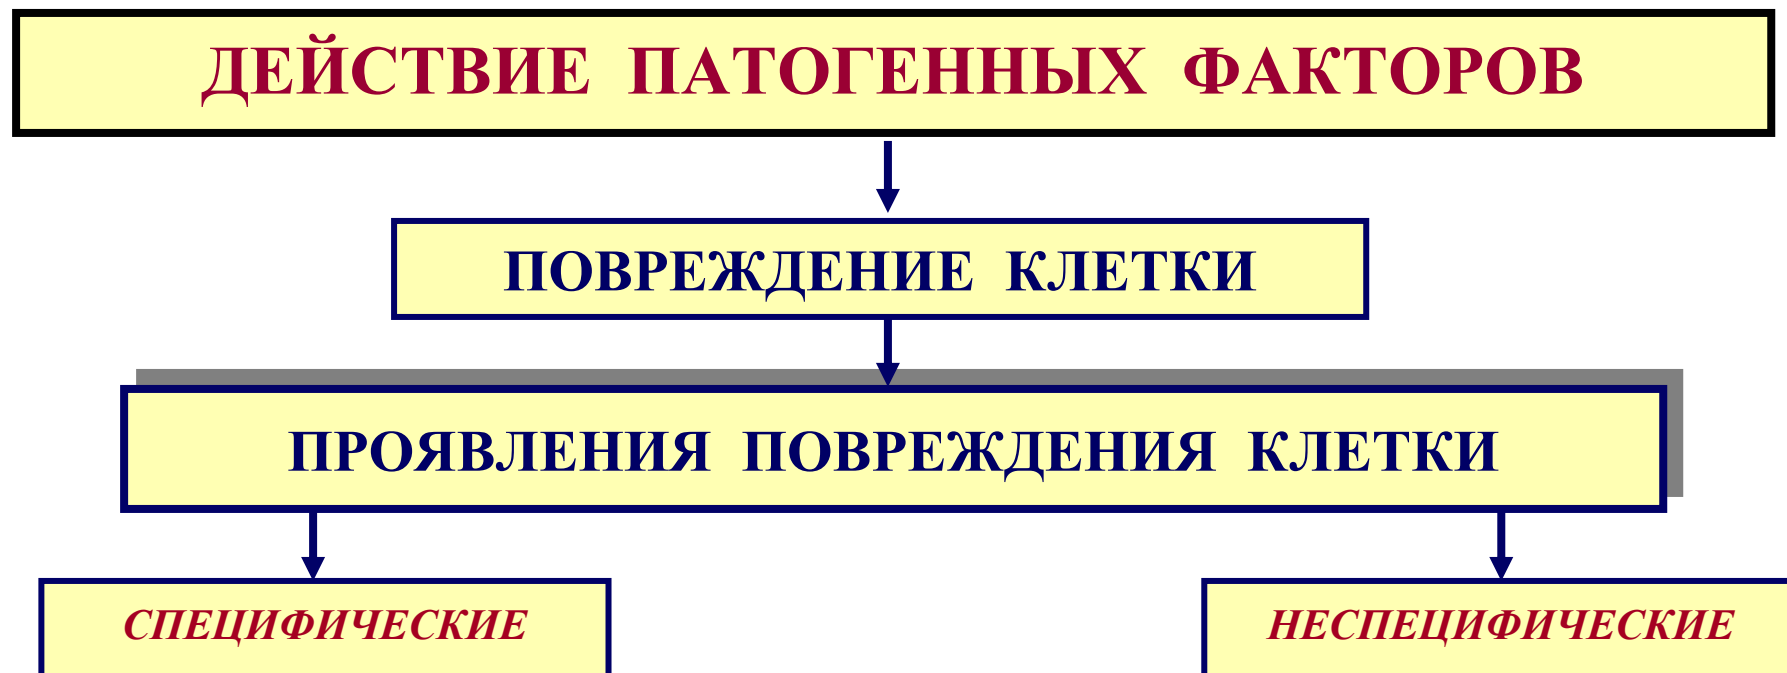 ДЕЙСТВИЕ ПАТОГЕННЫХ ФАКТОРОВ
ПОВРЕЖДЕНИЕ КЛЕТКИ
ПРОЯВЛЕНИЯ ПОВРЕЖДЕНИЯ КЛЕТКИ
СПЕЦИФИЧЕСКИЕ
НЕСПЕЦИФИЧЕСКИЕ